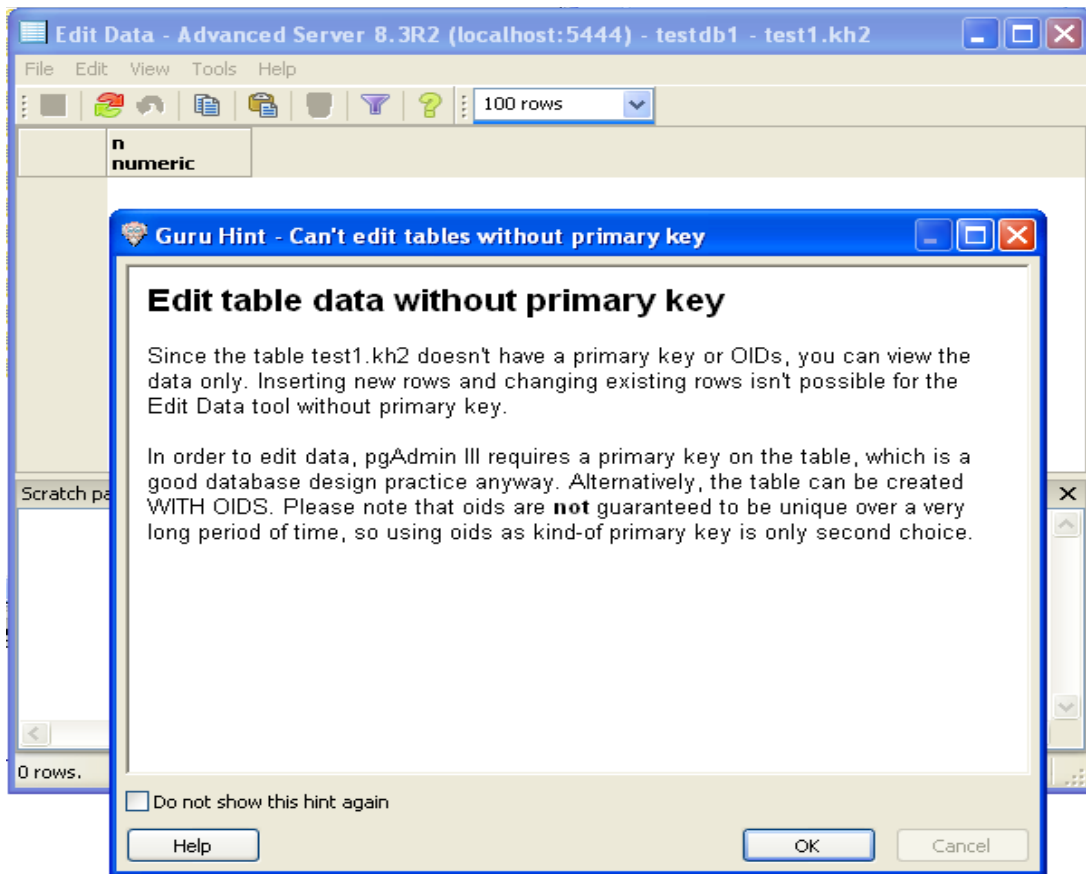 Edit Data - Advanced Server 8.3R2 (localhost:5444) - testdb1 - test1.kh2
File Edit View Tools Help
100 rows
n
numeric
Guru Hint - Can't edit tables without primary key
Edit table data without primary key
Since the table test1.kh2 doesn't have a primary key or OIDs, you can view the
data only. Inserting new rows and changing existing rows isn't possible for the
Edit Data tool without primary key.
In order to edit data, pgAdmin III requires a primary key on the table, which is a
good database design practice anyway. Alternatively, the table can be created
WITH OIDS. Please note that oids are not guaranteed to be unique over a very
long period of time, so using oids as kind-of primary key is only second choice.
Scratch pa
0 rows.
Do not show this hint again
Help
OK
Cancel